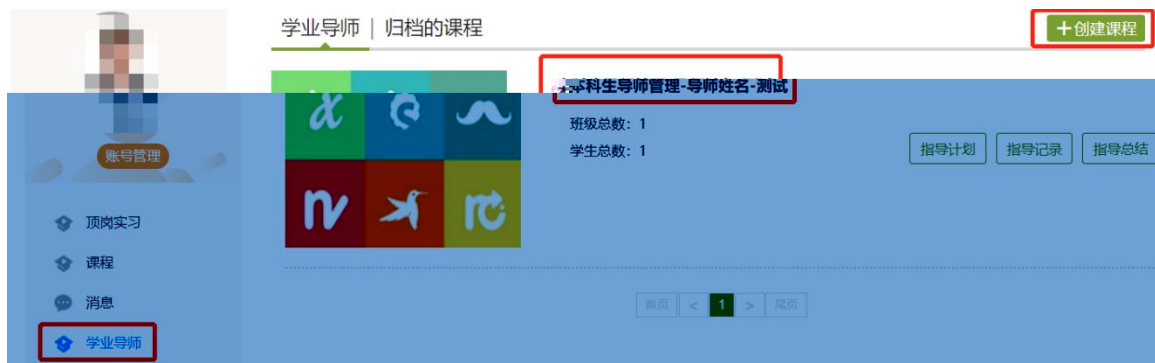 学业导师 | 归档的课程
+创建课程
本科生导师管理-导师姓名-测试
班级总数：1
学生总数：1
指导计划 指导记录 指导总结
账号管理
顶岗实习
课程
消息
学业导师
首页 < 1 > 尾页